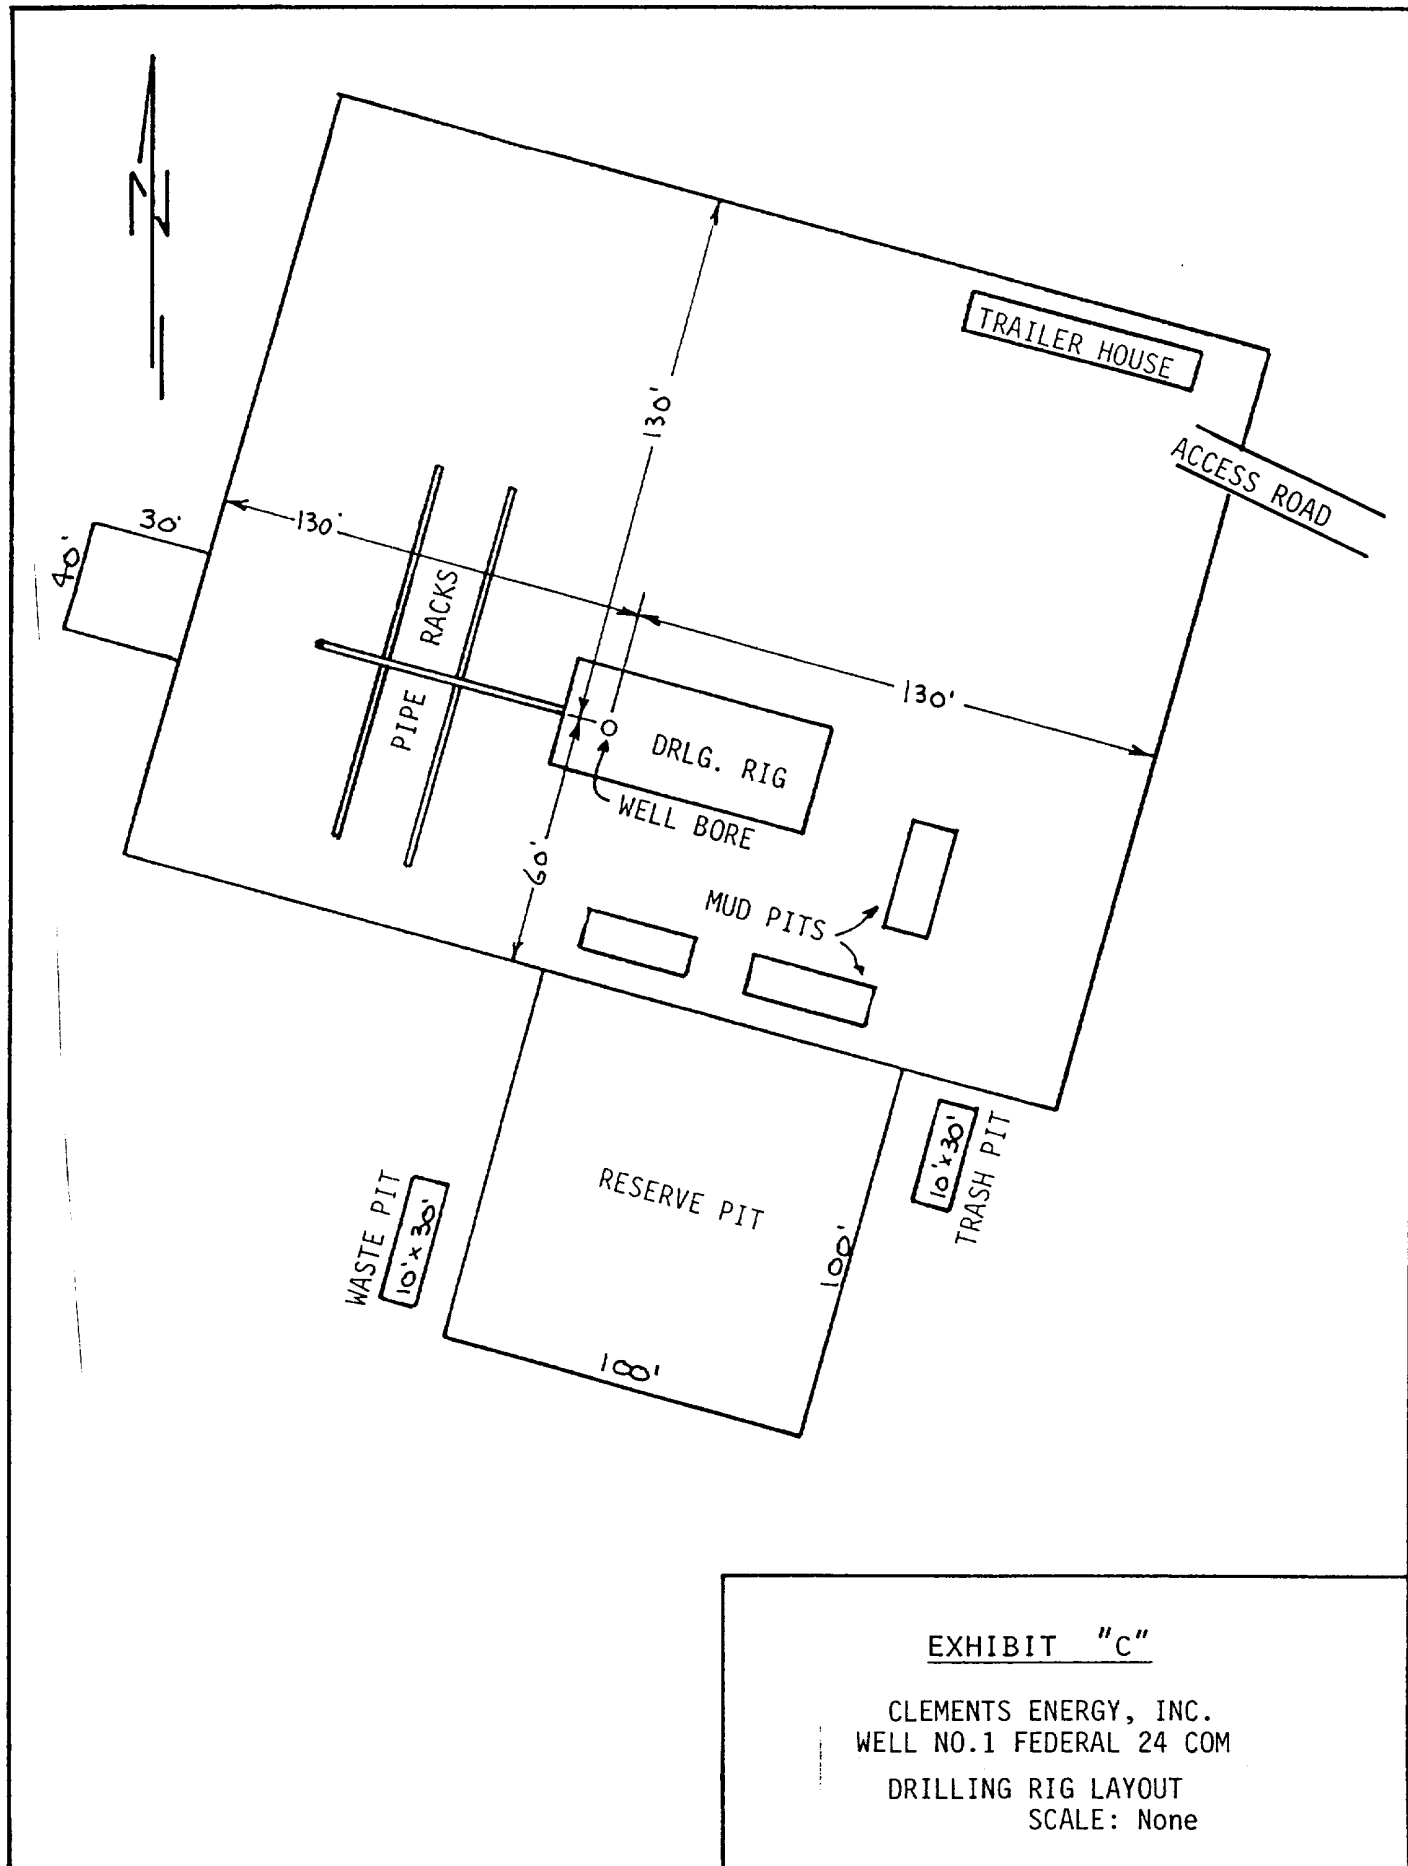 N
TRAILER HOUSE
130'
ACCESS ROAD
30'
130'
40'
PIPE RACKS
130'
DRLG. RIG
WELL BORE
60'
MUD PITS
10'x30'
TRASH PIT
WASTE PIT
10'x 30'
RESERVE PIT
100'
100'
EXHIBIT "C"
CLEMENTS ENERGY, INC.
WELL NO.1 FEDERAL 24 COM
DRILLING RIG LAYOUT
SCALE: None